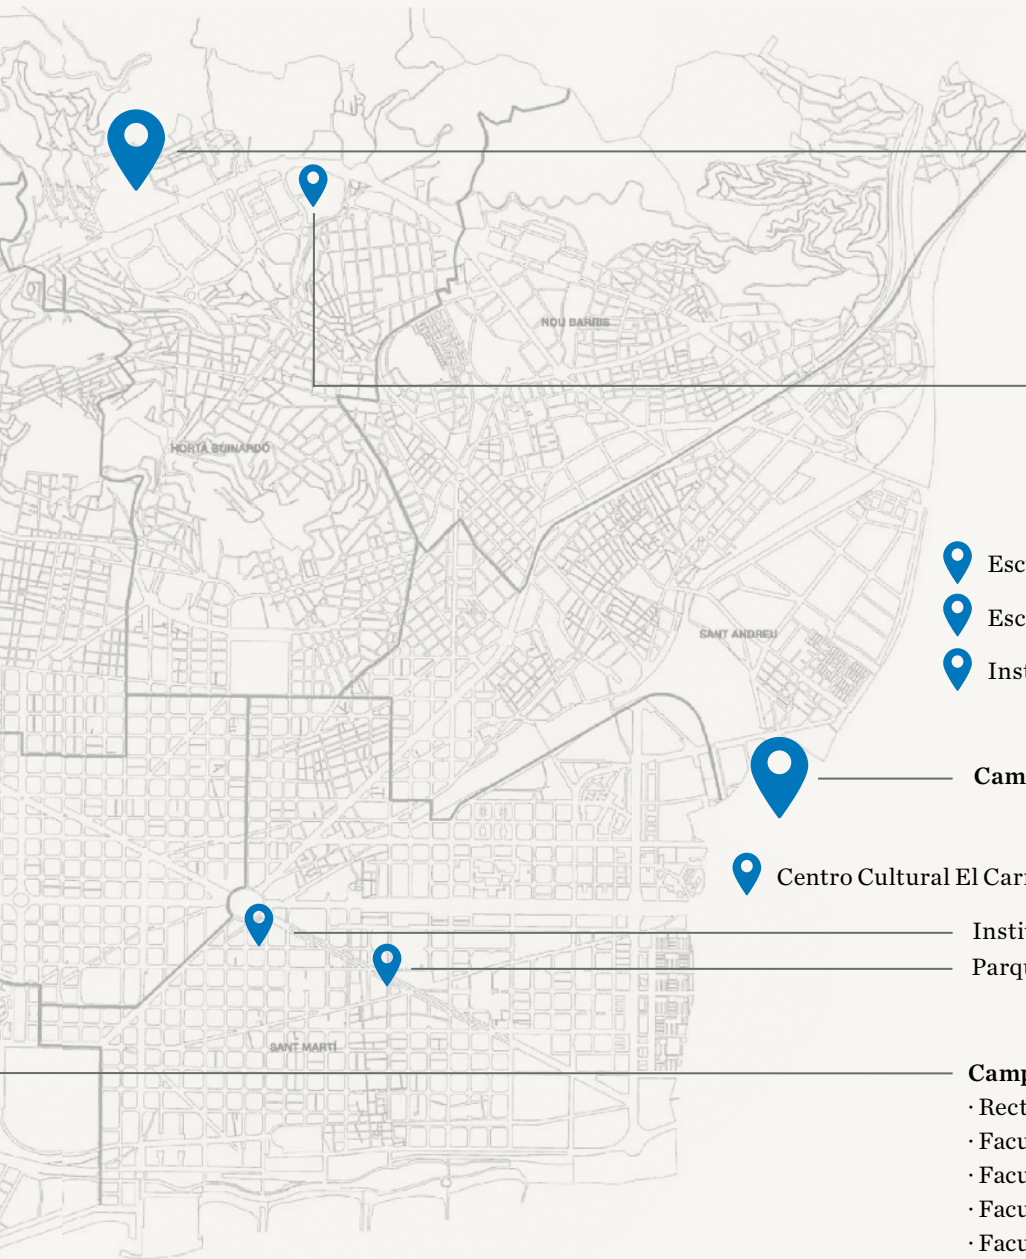 NOU BARRIS
HORTA GUINARDÓ
Esc
Esc
Inst
SANT ANDREU
Cam
Centro Cultural El Car
Insti
Parqu
SANT MARTÍ
Camp
· Rect
· Facu
· Facu
· Facu
· Facu